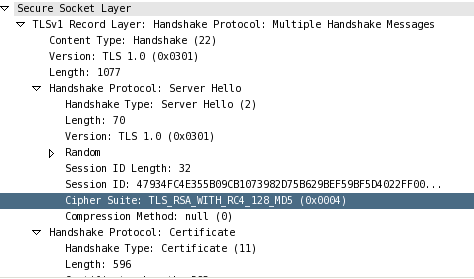 Secure Socket Layer
TLSv1 Record Layer: Handshake Protocol: Multiple Handshake Messages
Content Type: Handshake (22)
Version: TLS 1.0 (0x0301)
Length: 1077
Handshake Protocol: Server Hello
Handshake Type: Server Hello (2)
Length: 70
Version: TLS 1.0 (0x0301)
Random
Session ID Length: 32
Session ID: 47934FC4E355B09CB1073982D75B629BEF59BF5D4022FF00...
Cipher Suite: TLS_RSA_WITH_RC4_128_MD5 (0x0004)
Compression Method: null (0)
Handshake Protocol: Certificate
Handshake Type: Certificate (11)
Length: 596